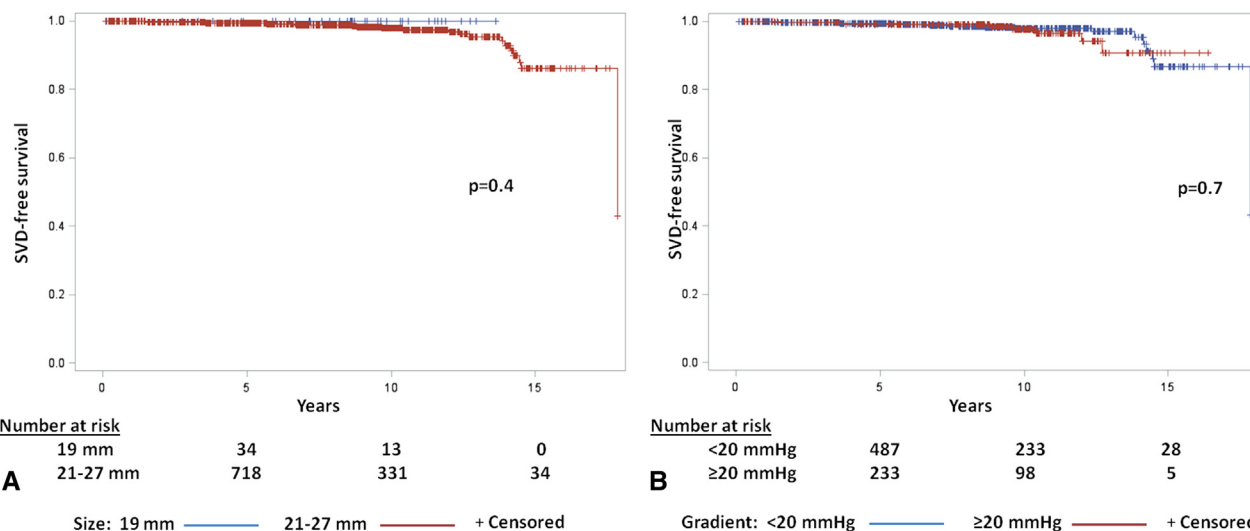 1.0
0.8
0.6
0.4
0.2
0.0
SVD-free survival
p=0.4
0 5 10 15
Years
Number at risk
19 mm 34 13 0
21-27 mm 718 331 34
A
Size: 19 mm 21-27 mm + Censored
1.0
0.8
0.6
0.4
0.2
0.0
SVD-free survival
p=0.7
0 5 10 15
Years
Number at risk
<20 mmHg 487 233 28
≥20 mmHg 233 98 5
B
Gradient: <20 mmHg ≥20 mmHg + Censored